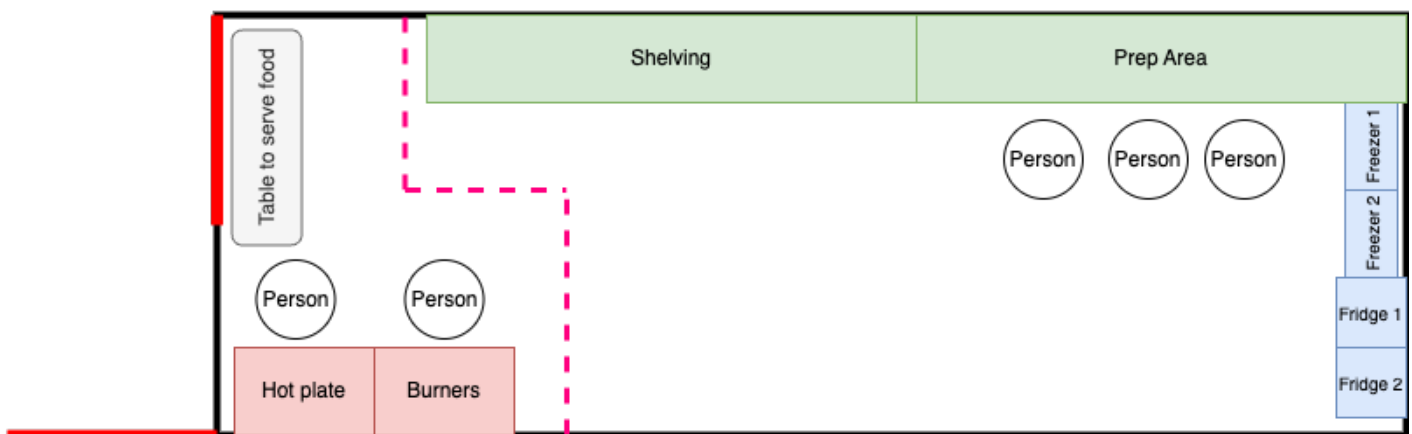 Table to serve food
Shelving
Prep Area
Person
Person
Person
Freezer 1
Freezer 2
Person
Person
Fridge 1
Hot plate
Burners
Fridge 2